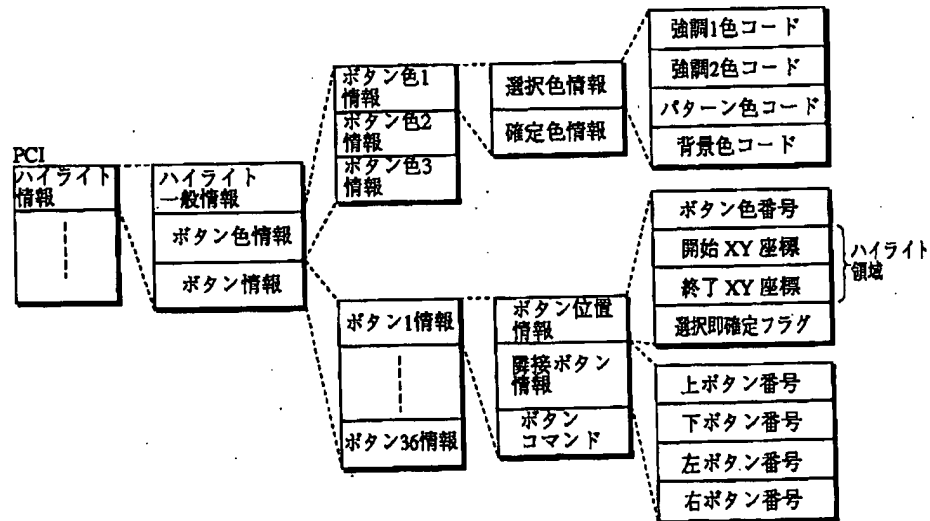 PCI
ハイライト
情報
ハイライト
一般情報
ボタン色情報
ボタン情報
ボタン色1
情報
ボタン色2
情報
ボタン色3
情報
選択色情報
確定色情報
強調1色コード
強調2色コード
パターン色コード
背景色コード
ボタン1情報
ボタン36情報
ボタン位置
情報
隣接ボタン
情報
ボタン
コマンド
ボタン色番号
開始 XY 座標
終了 XY 座標
選択即確定フラグ
ハイライト
領域
上ボタン番号
下ボタン番号
左ボタン番号
右ボタン番号